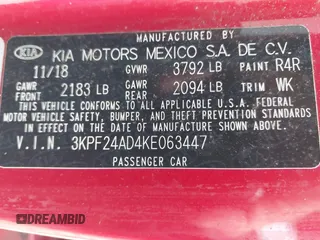 KIA KIA MOTORS MEXICO S.A. DE C.V.
11/18 GVWR 3792 LB PAINT R4R
GAWR FRONT 2183 LB GAWR REAR 2094 LB TRIM WK
THIS VEHICLE CONFORMS TO ALL APPLICABLE U.S.A. FEDERAL
MOTOR VEHICLE SAFETY, BUMPER, AND THEFT PREVENTION STANDARDS
IN EFFECT ON THE DATE OF MANUFACTURE SHOWN ABOVE.
V.I.N. 3KPF24AD4KE063447
PASSENGER CAR
DREAMBID